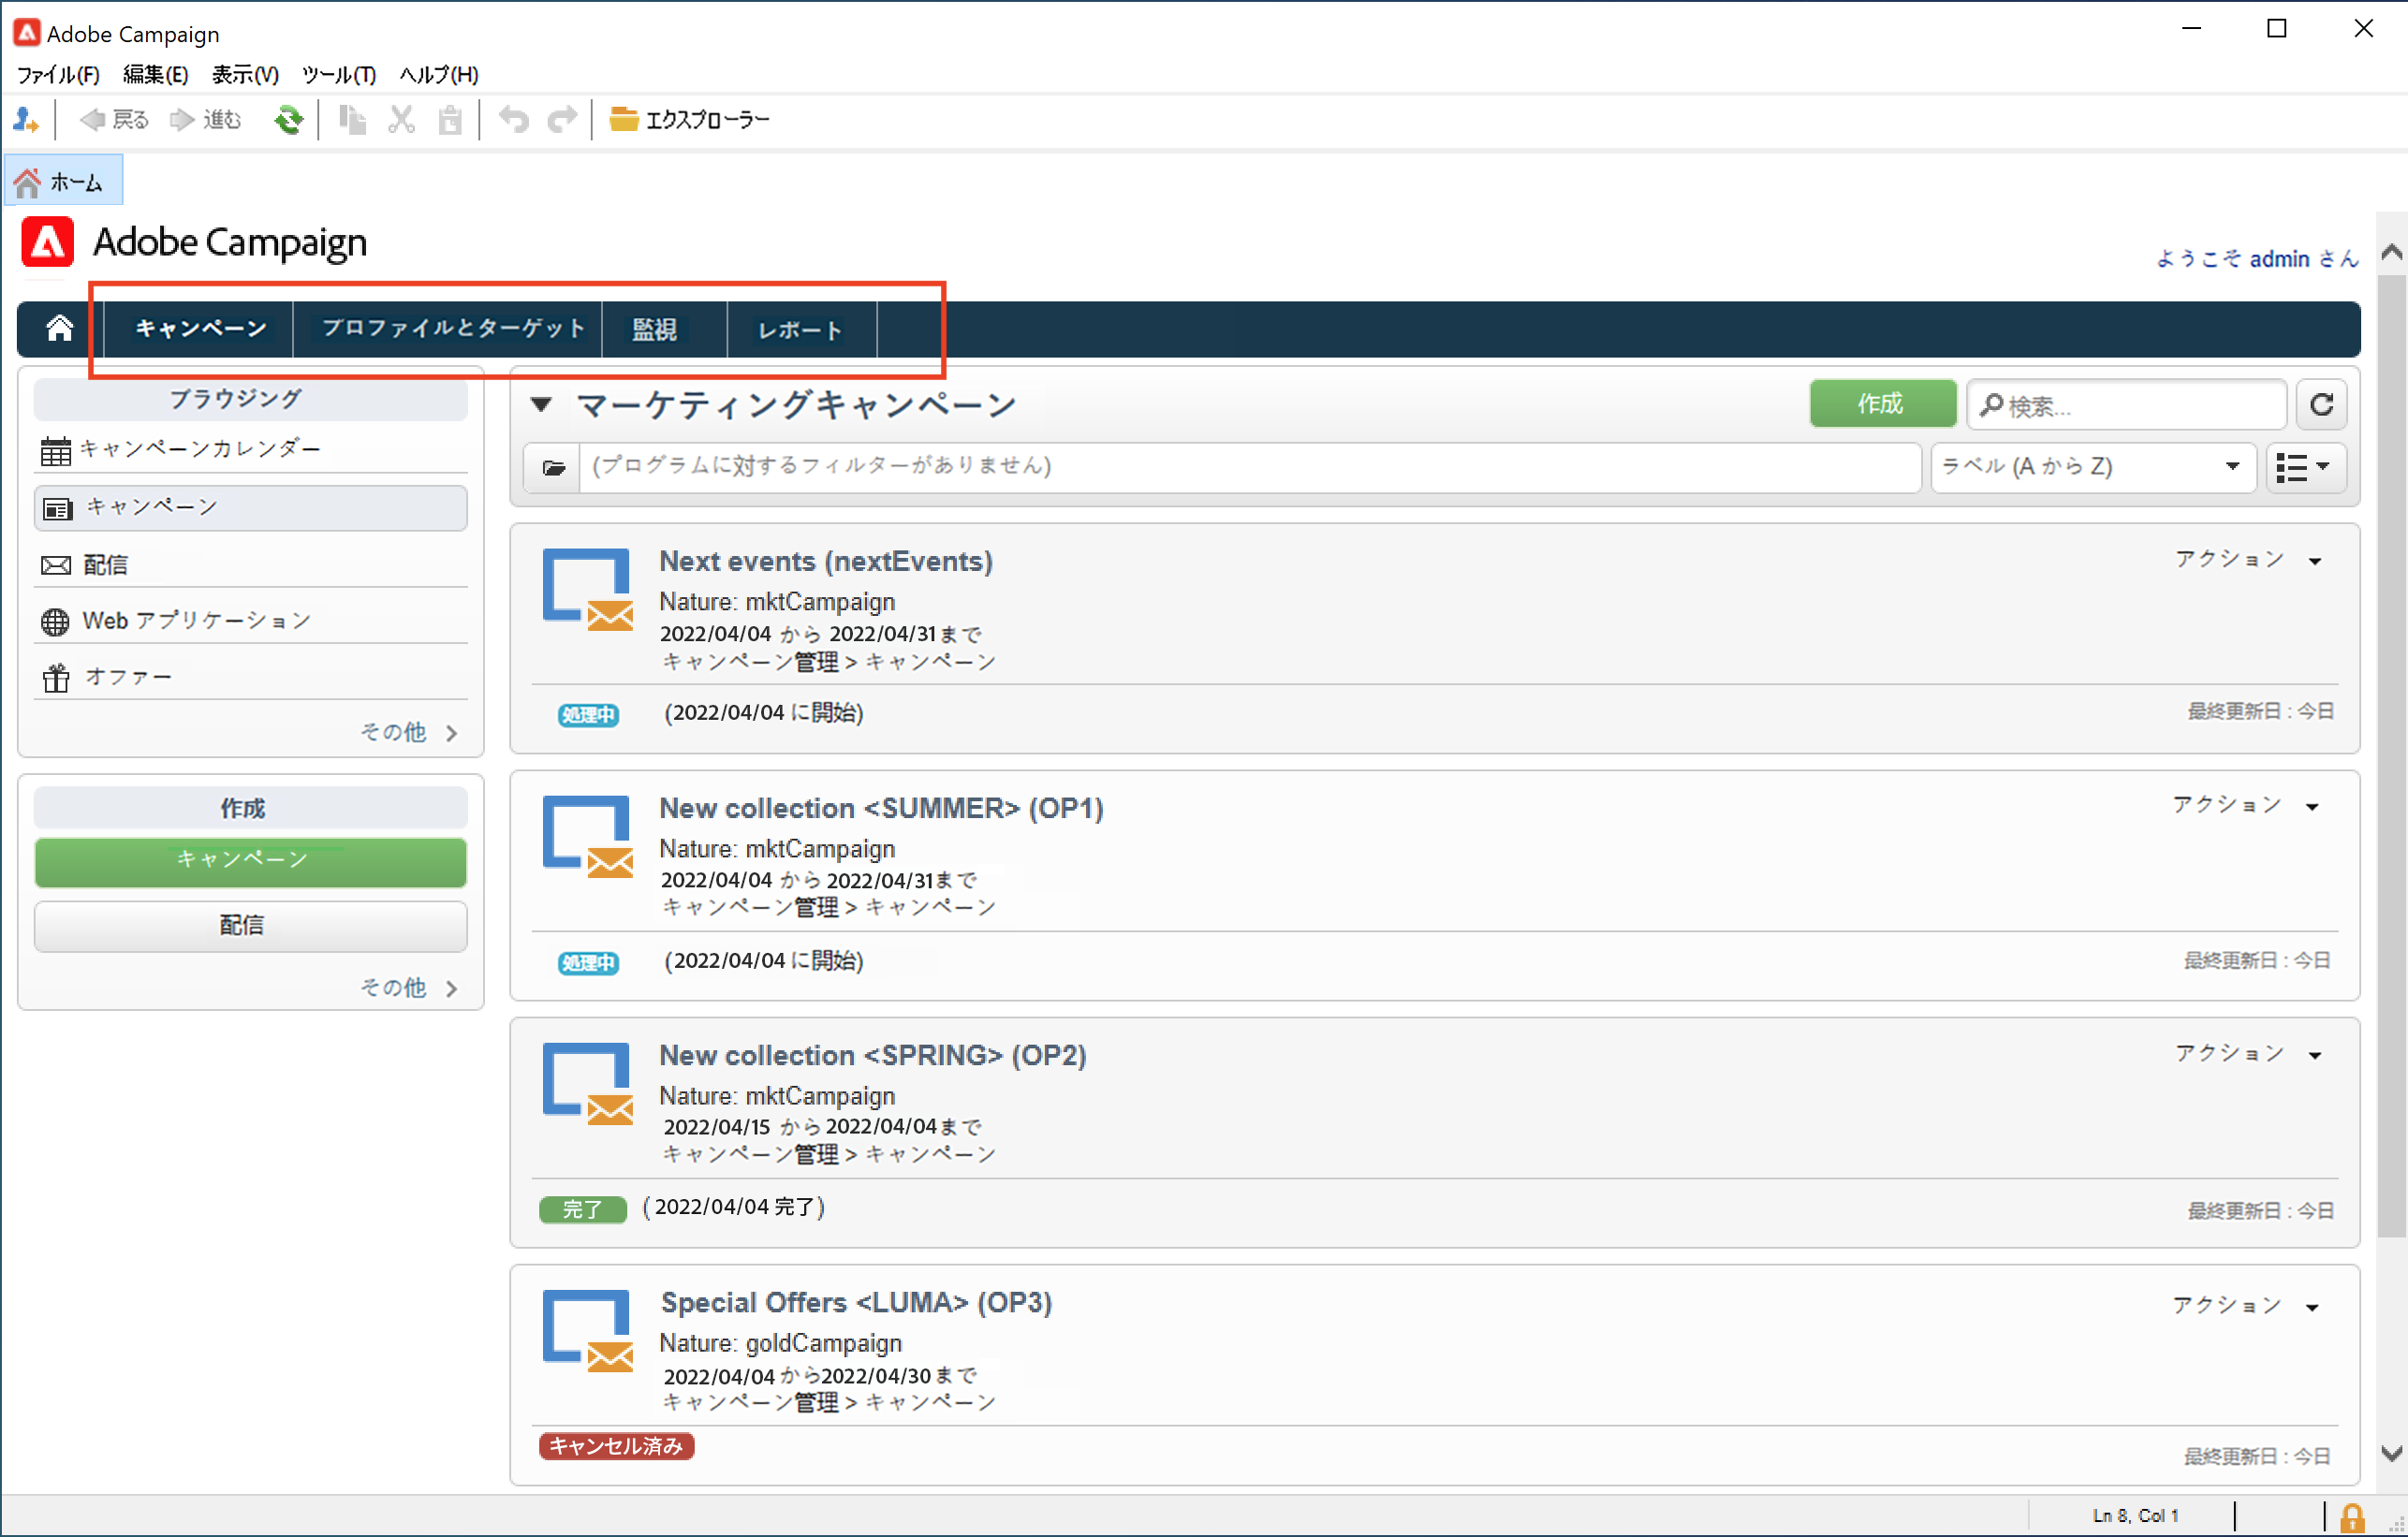 Adobe Campaign
ファイル(F) 編集(E) 表示(V) ツール(T) ヘルプ(H)
戻る 進む エクスプローラー
ホーム
Adobe Campaign
ようこそ admin さん
キャンペーン プロファイルとターゲット 監視 レポート
ブラウジング
キャンペーンカレンダー
キャンペーン
配信
Web アプリケーション
オファー
その他
作成
キャンペーン
配信
その他
マーケティングキャンペーン 作成 検索...
(プログラムに対するフィルターがありません) ラベル (A から Z)
Next events (nextEvents) アクション
Nature: mktCampaign
2022/04/04 から 2022/04/31まで
キャンペーン管理 > キャンペーン
処理中 (2022/04/04 に開始) 最終更新日 : 今日
New collection <SUMMER> (OP1) アクション
Nature: mktCampaign
2022/04/04 から 2022/04/31まで
キャンペーン管理 > キャンペーン
処理中 (2022/04/04 に開始) 最終更新日 : 今日
New collection <SPRING> (OP2) アクション
Nature: mktCampaign
2022/04/15 から 2022/04/04まで
キャンペーン管理 > キャンペーン
完了 ( 2022/04/04 完了) 最終更新日 : 今日
Special Offers <LUMA> (OP3) アクション
Nature: goldCampaign
2022/04/04 から2022/04/30 まで
キャンペーン管理 > キャンペーン
キャンセル済み 最終更新日 : 今日
Ln 8, Col 1